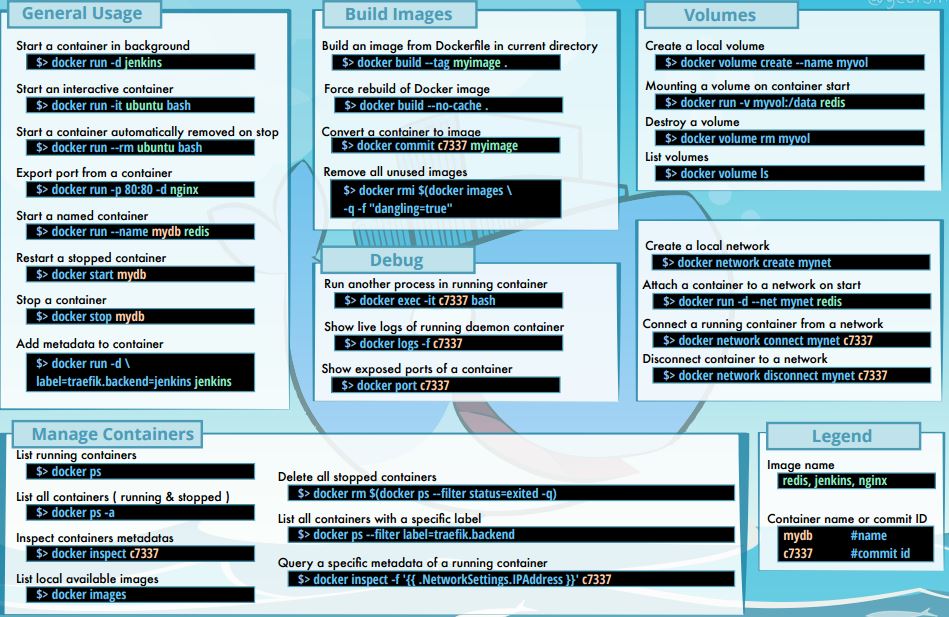 General Usage
Start a container in background
$> docker run -d jenkins
Start an interactive container
$> docker run -it ubuntu bash
Start a container automatically removed on stop
$> docker run --rm ubuntu bash
Export port from a container
$> docker run -p 80:80 -d nginx
Start a named container
$> docker run --name mydb redis
Restart a stopped container
$> docker start mydb
Stop a container
$> docker stop mydb
Add metadata to container
$> docker run -d \
label=traefik.backend=jenkins jenkins
Build Images
Build an image from Dockerfile in current directory
$> docker build --tag myimage .
Force rebuild of Docker image
$> docker build --no-cache .
Convert a container to image
$> docker commit c7337 myimage
Remove all unused images
$> docker rmi $(docker images \
-q -f "dangling=true"
Debug
Run another process in running container
$> docker exec -it c7337 bash
Show live logs of running daemon container
$> docker logs -f c7337
Show exposed ports of a container
$> docker port c7337
Volumes
Create a local volume
$> docker volume create --name myvol
Mounting a volume on container start
$> docker run -v myvol:/data redis
Destroy a volume
$> docker volume rm myvol
List volumes
$> docker volume ls
Create a local network
$> docker network create mynet
Attach a container to a network on start
$> docker run -d --net mynet redis
Connect a running container from a network
$> docker network connect mynet c7337
Disconnect container to a network
$> docker network disconnect mynet c7337
Manage Containers
List running containers
$> docker ps
List all containers ( running & stopped )
$> docker ps -a
Inspect containers metadatas
$> docker inspect c7337
List local available images
$> docker images
Delete all stopped containers
$> docker rm $(docker ps --filter status=exited -q)
List all containers with a specific label
$> docker ps --filter label=traefik.backend
Query a specific metadata of a running container
$> docker inspect -f '{{ .NetworkSettings.IPAddress }}' c7337
Legend
Image name
redis, jenkins, nginx
Container name or commit ID
mydb #name
c7337 #commit id